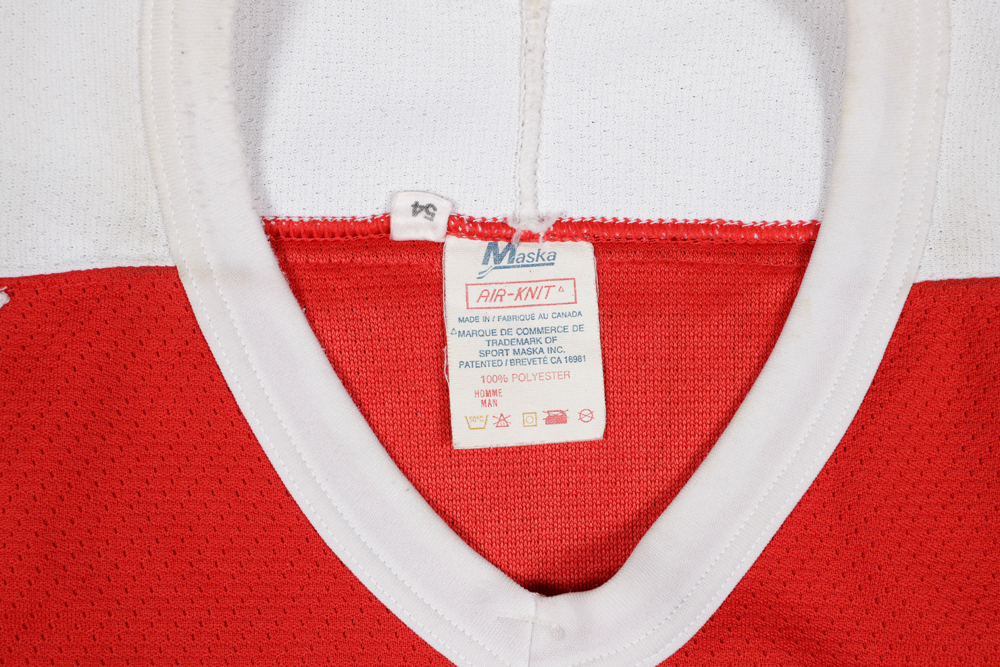 54
Maska
AIR-KNIT△
MADE IN / FABRIQUÉ AU CANADA
△MARQUE DE COMMERCE DE
TRADEMARK OF
SPORT MASKA INC.
PATENTED / BREVETÉ CA 16981
100% POLYESTER
HOMME
MAN